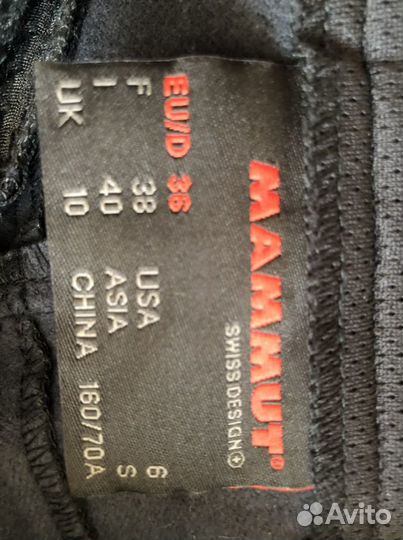 MAMMUT®
SWISS DESIGN
EU/D 36
F 38 USA 6
I 40 ASIA S
UK 10 CHINA 160/70A
Avito